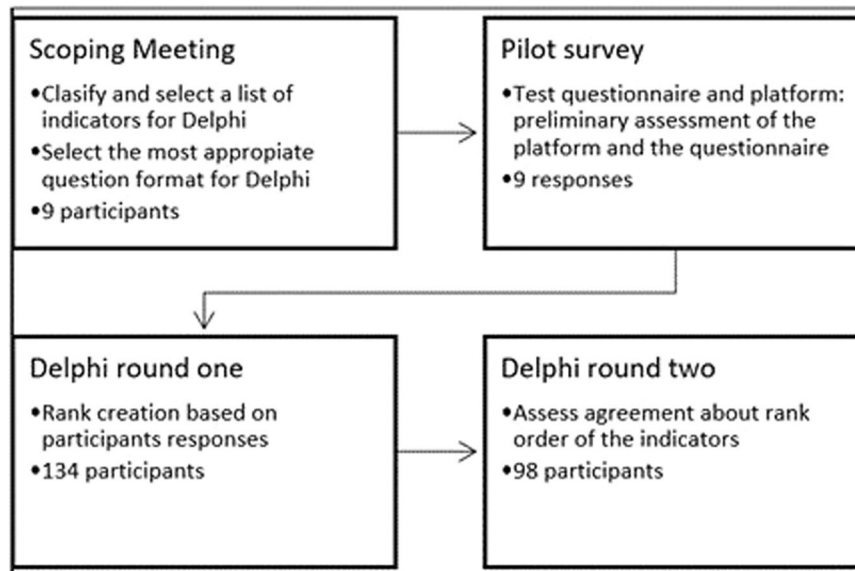 Scoping Meeting
•Clasify and select a list of
indicators for Delphi
•Select the most appropiate
question format for Delphi
•9 participants
Pilot survey
•Test questionnaire and platform:
preliminary assessment of the
platform and the questionnaire
•9 responses
Delphi round one
•Rank creation based on
participants responses
•134 participants
Delphi round two
•Assess agreement about rank
order of the indicators
•98 participants